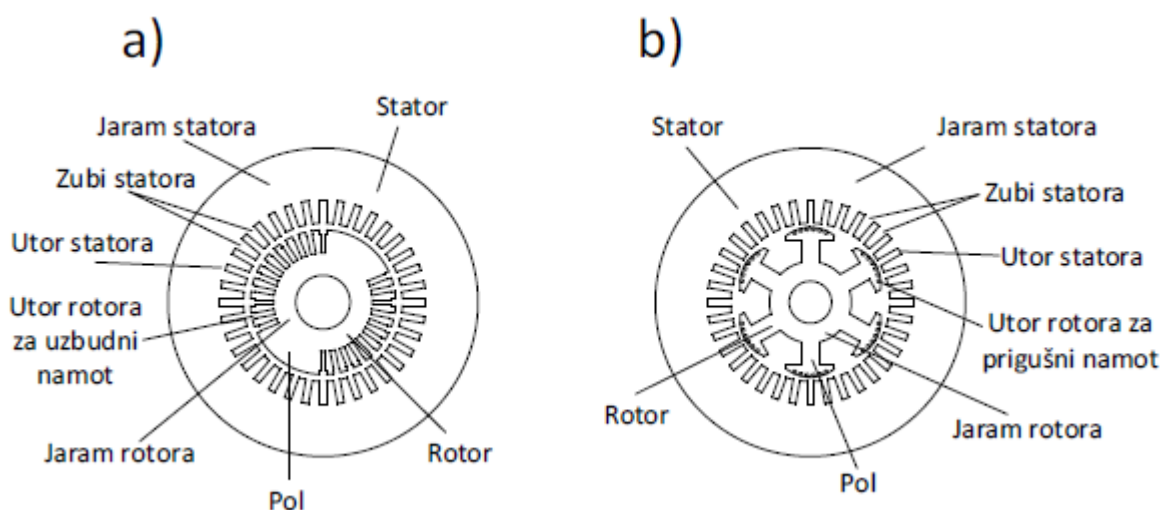 a)
Stator
Jaram statora
Zubi statora
Utor statora
Utor rotora
za uzbudni
namot
Jaram rotora
Pol
Rotor
b)
Stator
Jaram statora
Zubi statora
Utor statora
Utor rotora za
prigušni namot
Rotor
Jaram rotora
Pol